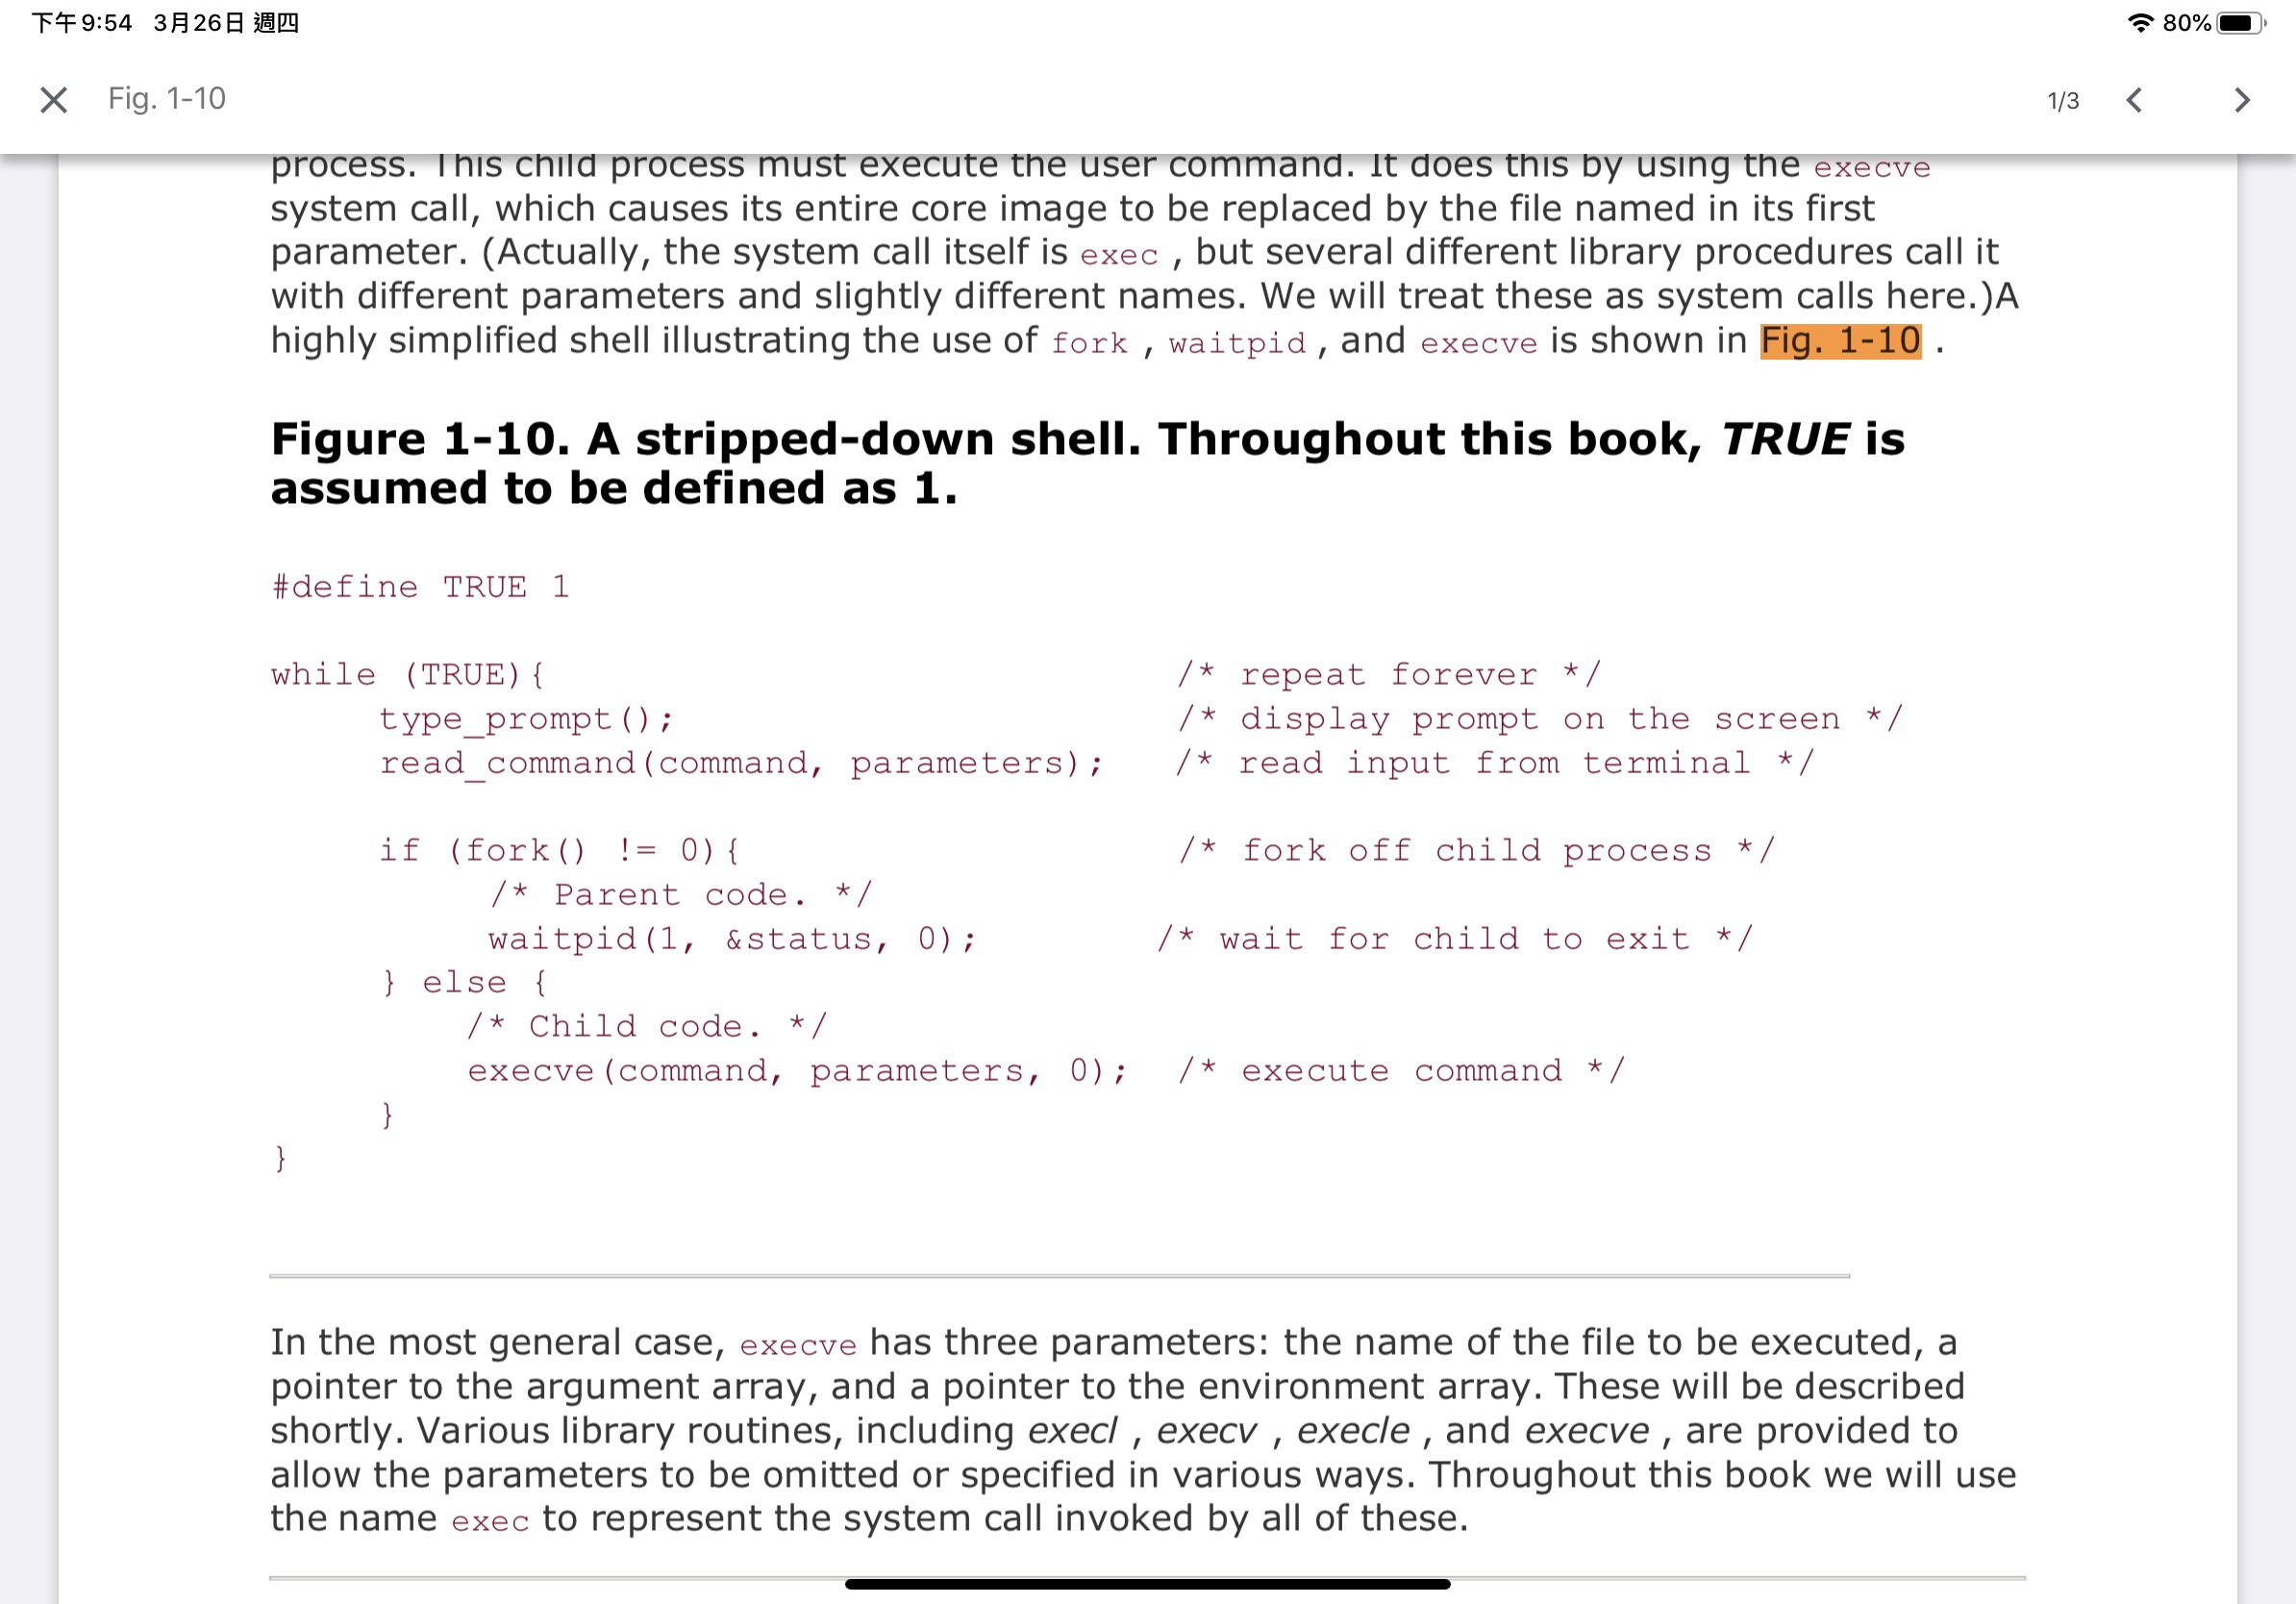 下午9:54 3月26日 週四
80%
Fig. 1-10
1/3
process. This child process must execute the user command. It does this by using the execve
system call, which causes its entire core image to be replaced by the file named in its first
parameter. (Actually, the system call itself is exec , but several different library procedures call it
with different parameters and slightly different names. We will treat these as system calls here.)A
highly simplified shell illustrating the use of fork , waitpid , and execve is shown in Fig. 1-10 .
Figure 1-10. A stripped-down shell. Throughout this book, TRUE is
assumed to be defined as 1.
#define TRUE 1
while (TRUE){ /* repeat forever */
type_prompt(); /* display prompt on the screen */
read_command(command, parameters); /* read input from terminal */
if (fork() != 0){ /* fork off child process */
/* Parent code. */
waitpid(1, &status, 0); /* wait for child to exit */
} else {
/* Child code. */
execve(command, parameters, 0); /* execute command */
}
}
In the most general case, execve has three parameters: the name of the file to be executed, a
pointer to the argument array, and a pointer to the environment array. These will be described
shortly. Various library routines, including execl , execv , execle , and execve , are provided to
allow the parameters to be omitted or specified in various ways. Throughout this book we will use
the name exec to represent the system call invoked by all of these.